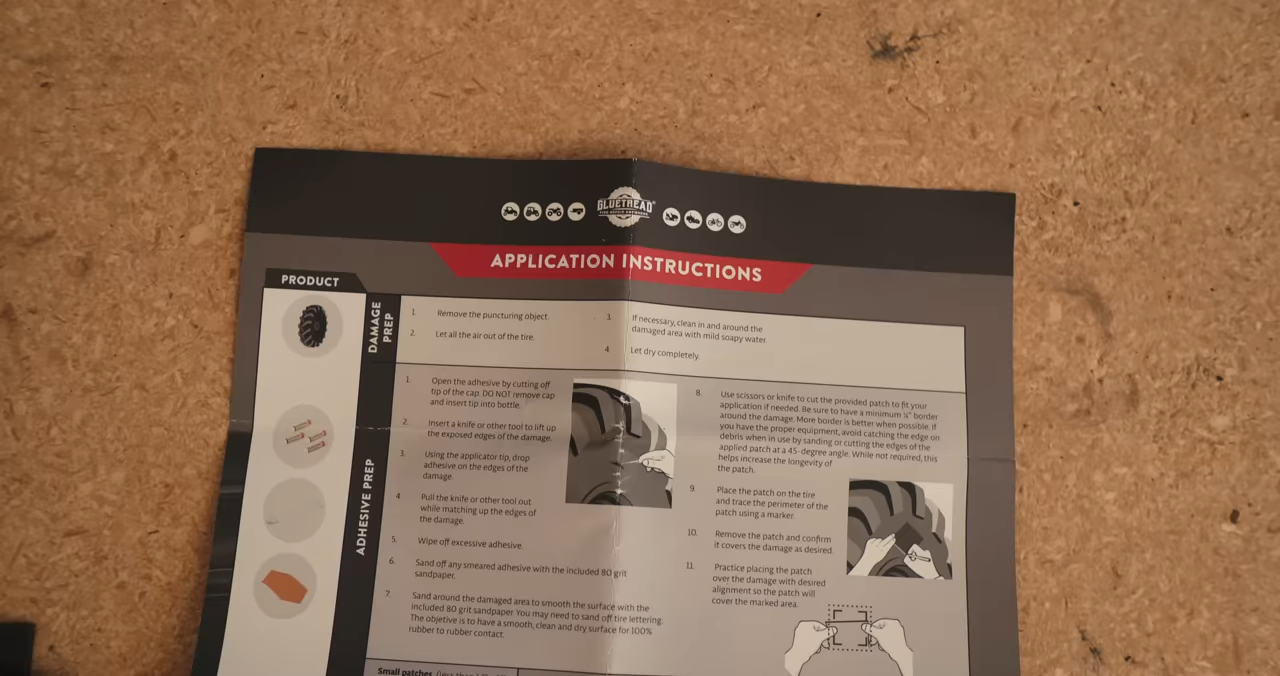 GLUETREAD
TIRE REPAIR ANYWHERE
APPLICATION INSTRUCTIONS
PRODUCT
DAMAGE
PREP
1. Remove the puncturing object.
2. Let all the air out of the tire.
3. If necessary, clean in and around the
damaged area with mild soapy water.
4. Let dry completely.
ADHESIVE PREP
1. Open the adhesive by cutting off
tip of the cap. DO NOT remove cap
and insert tip into bottle.
2. Insert a knife or other tool to lift up
the exposed edges of the damage.
3. Using the applicator tip, drop
adhesive on the edges of the
damage.
4. Pull the knife or other tool out
while matching up the edges of
the damage.
5. Wipe off excessive adhesive.
6. Sand off any smeared adhesive with the included 80 grit
sandpaper.
7. Sand around the damaged area to smooth the surface with the
included 80 grit sandpaper. You may need to sand off tire lettering.
The objetive is to have a smooth, clean and dry surface for 100%
rubber to rubber contact.
8. Use scissors or knife to cut the provided patch to fit your
application if needed. Be sure to have a minimum ¾" border
around the damage. More border is better when possible. If
you have the proper equipment, avoid catching the edge on
debris when in use by sanding or cutting the edges of the
applied patch at a 45-degree angle. While not required, this
helps increase the longevity of
the patch.
9. Place the patch on the tire
and trace the perimeter of the
patch using a marker.
10. Remove the patch and confirm
it covers the damage as desired.
11. Practice placing the patch
over the damage with desired
alignment so the patch will
cover the marked area.
Small patches